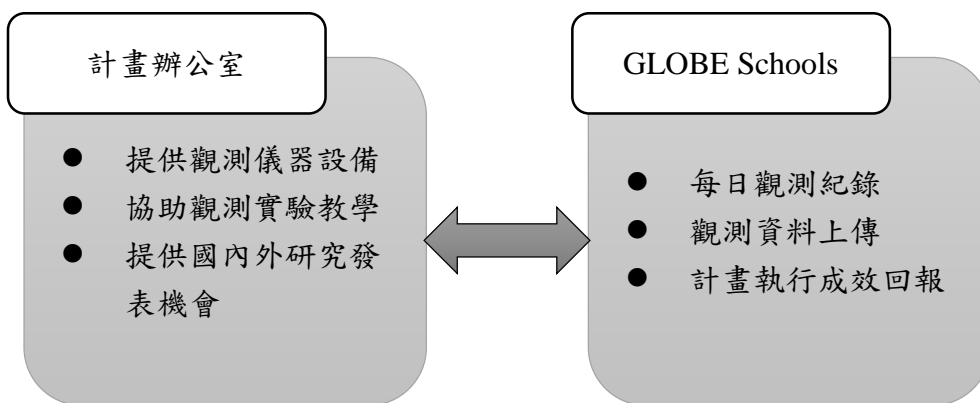 計畫辦公室
● 提供觀測儀器設備
● 協助觀測實驗教學
● 提供國內外研究發
表機會
GLOBE Schools
● 每日觀測紀錄
● 觀測資料上傳
● 計畫執行成效回報